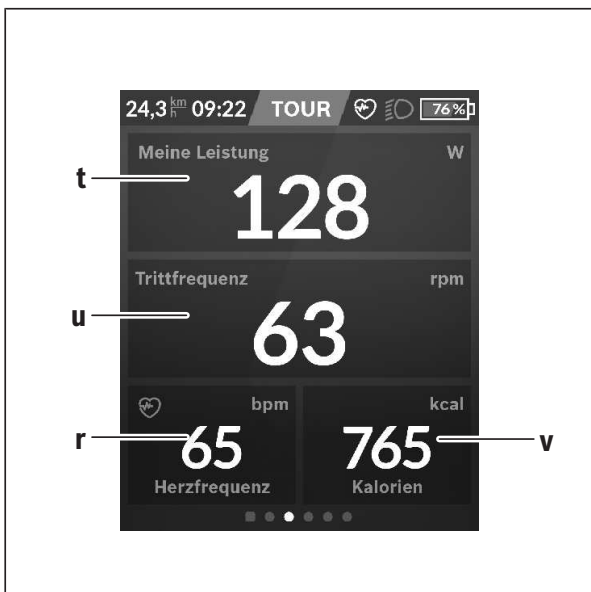 24,3 km/h 09:22 TOUR 76%
Meine Leistung W
t
128
Trittfrequenz rpm
u
63
bpm kcal
r 65 765 v
Herzfrequenz Kalorien